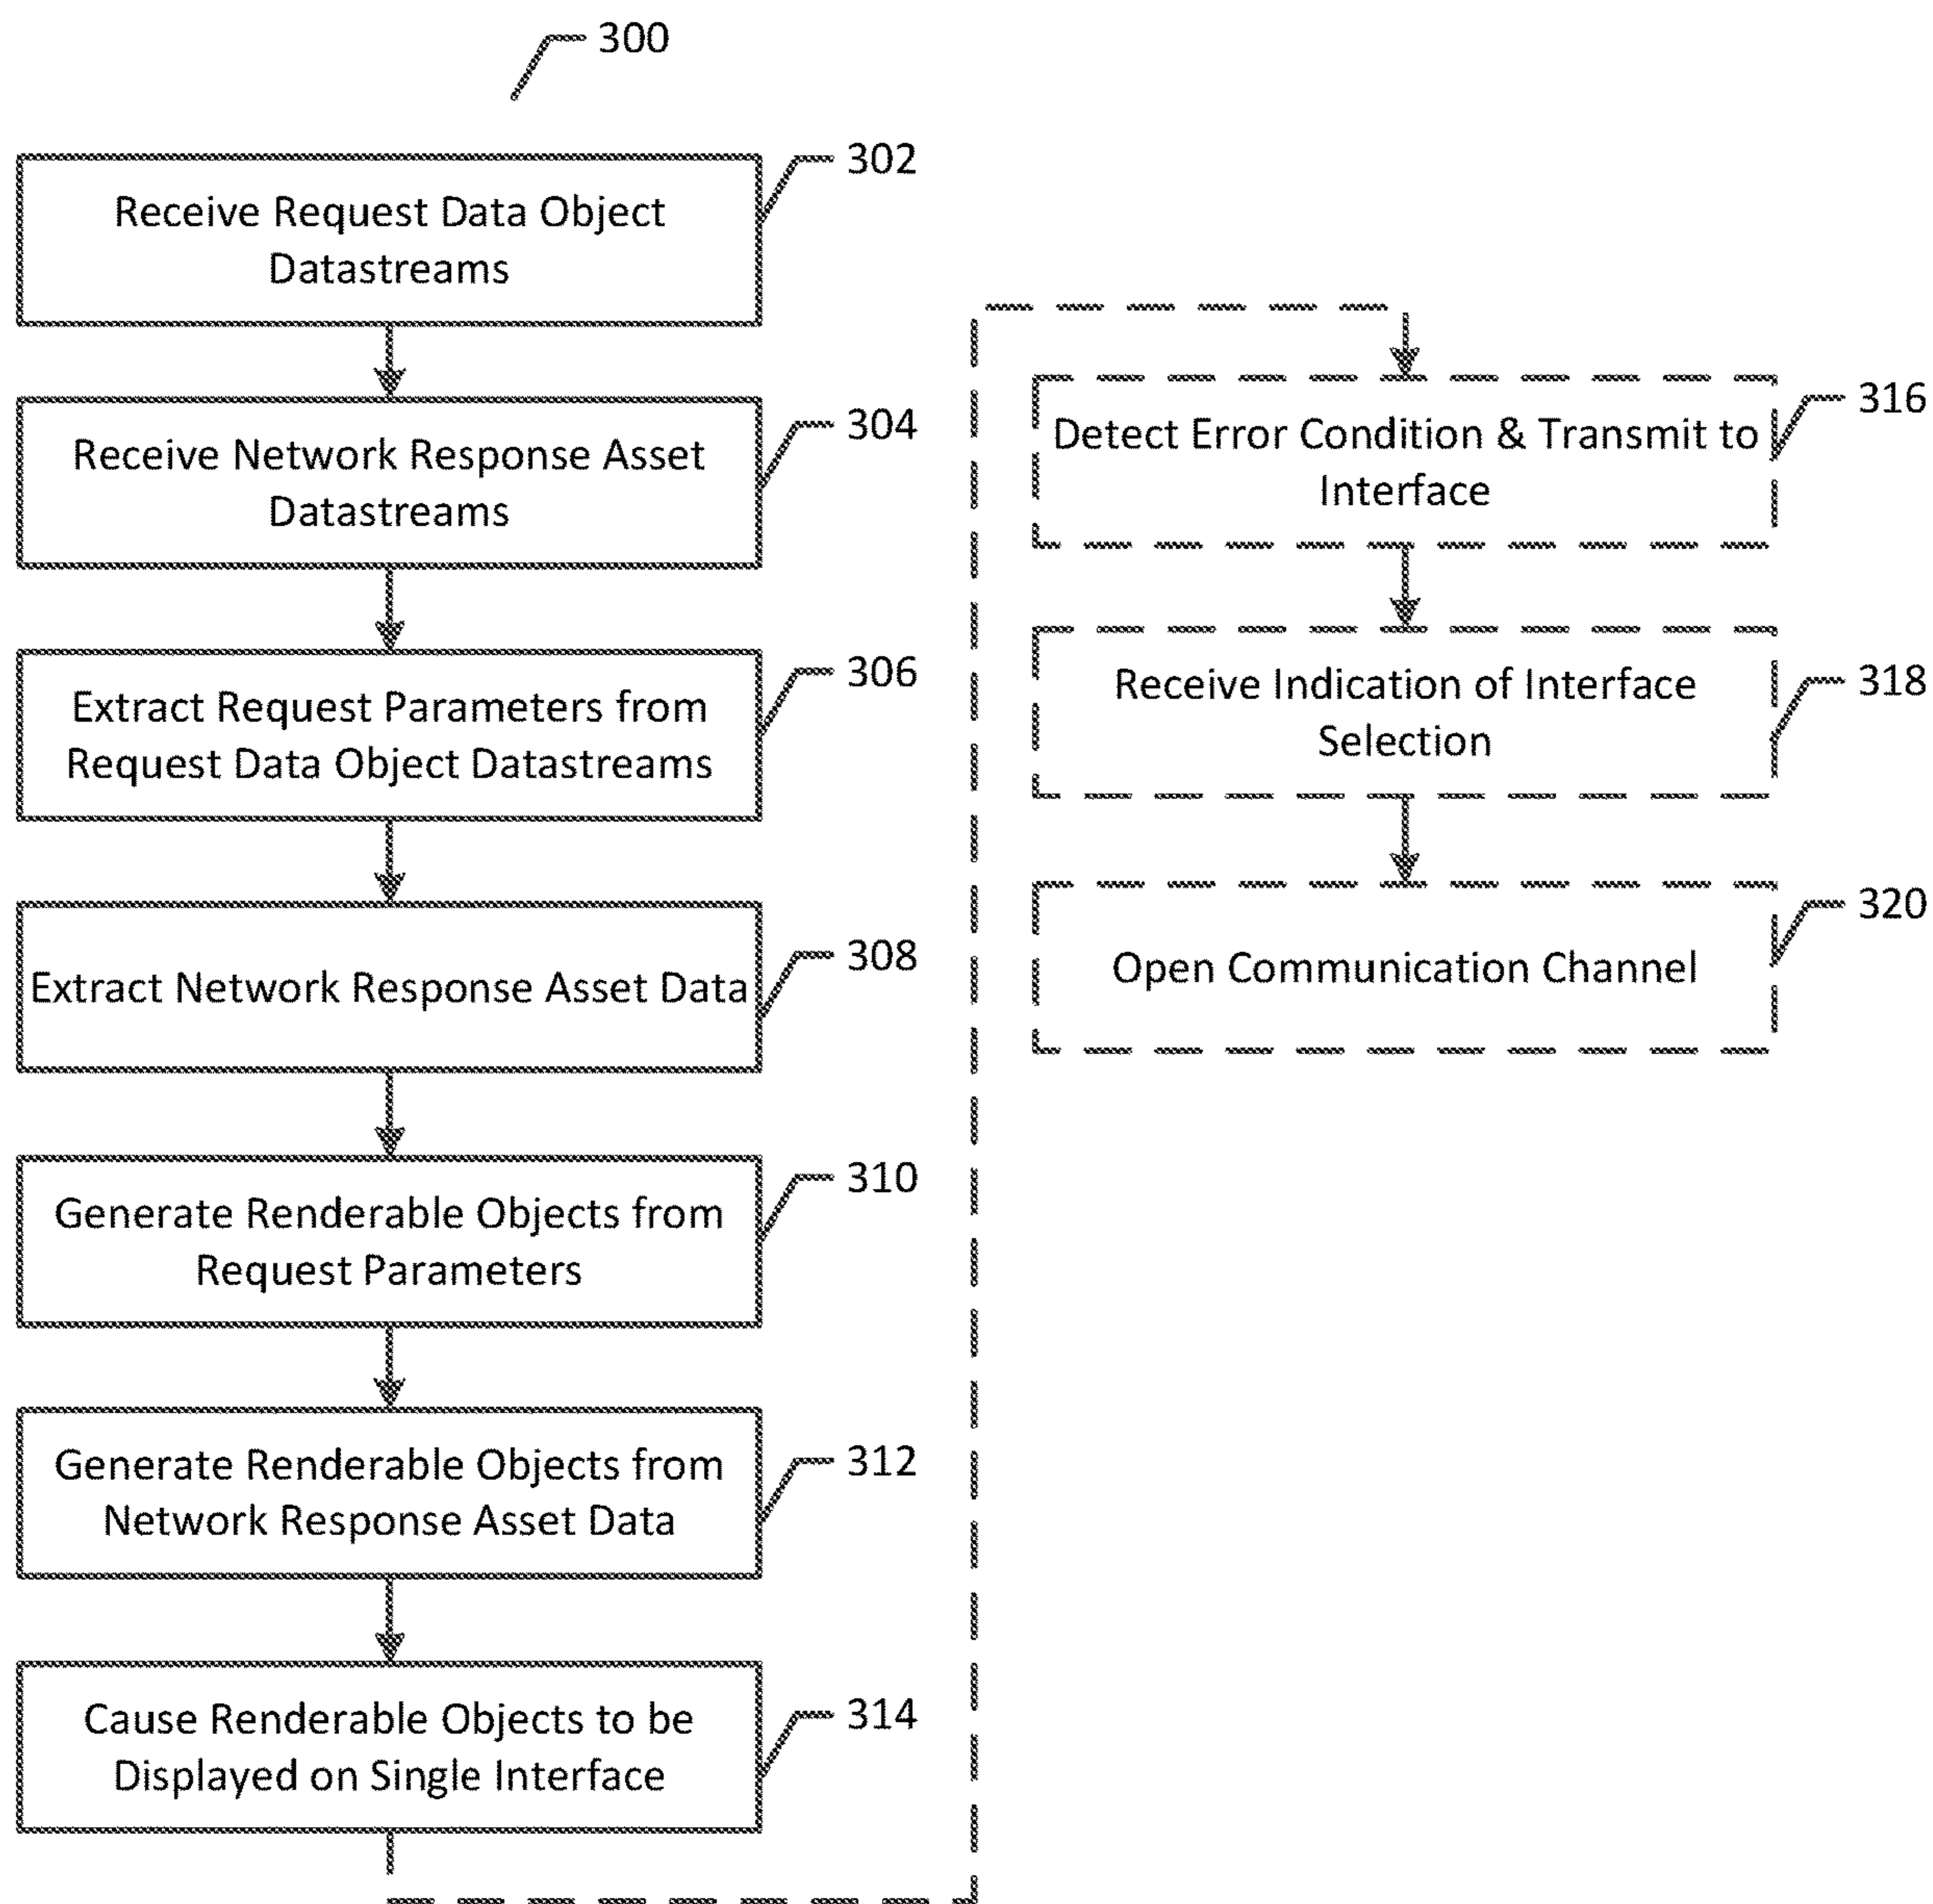 300
302
Receive Request Data Object
Datastreams
304
Receive Network Response Asset
Datastreams
306
Extract Request Parameters from
Request Data Object Datastreams
308
Extract Network Response Asset Data
310
Generate Renderable Objects from
Request Parameters
312
Generate Renderable Objects from
Network Response Asset Data
314
Cause Renderable Objects to be
Displayed on Single Interface
316
Detect Error Condition & Transmit to
Interface
318
Receive Indication of Interface
Selection
320
Open Communication Channel